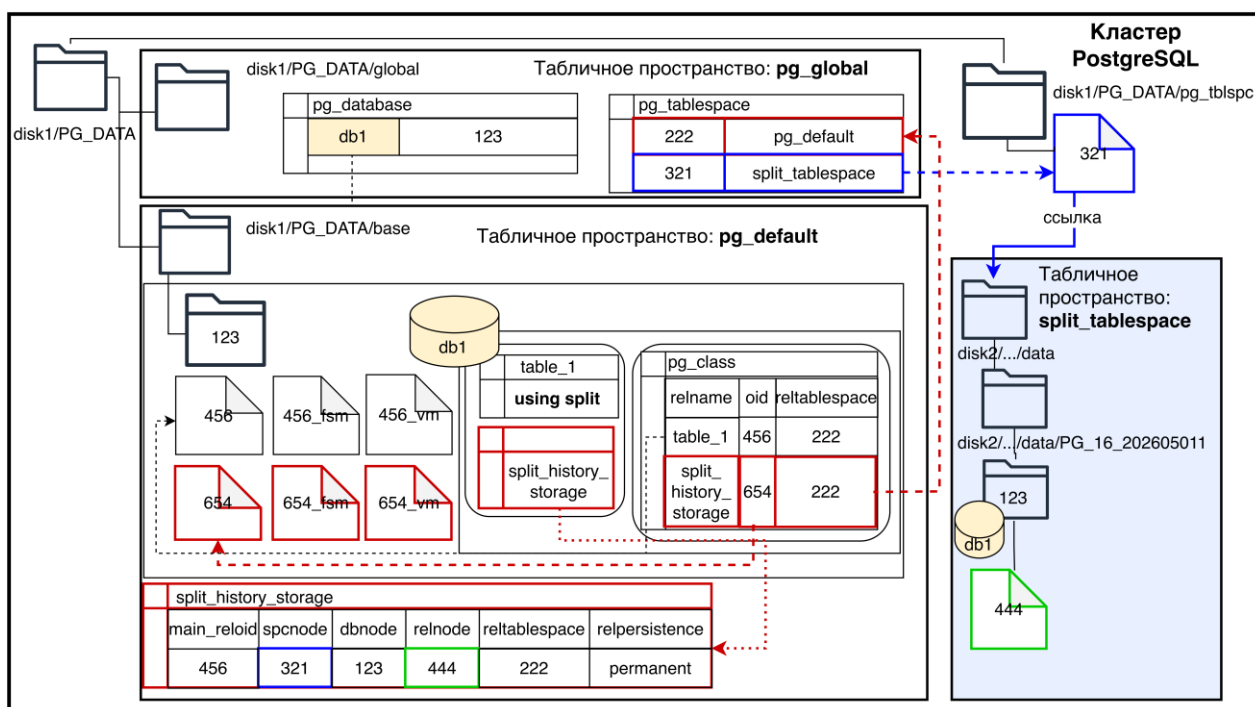 Кластер
PostgreSQL
disk1/PG_DATA
disk1/PG_DATA/global
Табличное пространство: pg_global
pg_database
db1 123
pg_tablespace
222 pg_default
321 split_tablespace
disk1/PG_DATA/pg_tblspc
321
ссылка
disk1/PG_DATA/base
Табличное пространство: pg_default
123
db1
456
456_fsm
456_vm
654
654_fsm
654_vm
table_1
using split
split_history_
storage
pg_class
relname oid reltablespace
table_1 456 222
split_
history_
storage
654 222
split_history_storage
main_reloid spcnode dbnode relnode reltablespace relpersistence
456 321 123 444 222 permanent
Табличное
пространство:
split_tablespace
disk2/.../data
disk2/.../data/PG_16_202605011
123
db1
444